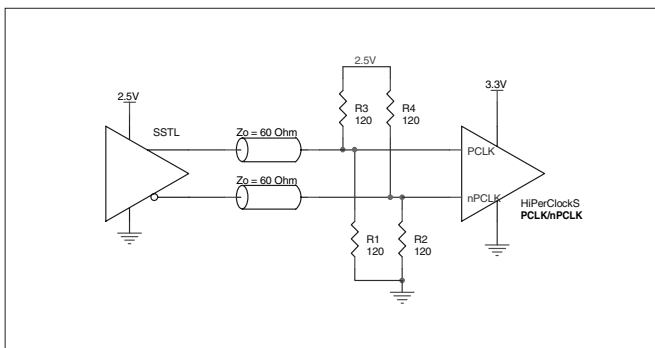 2.5V
2.5V
3.3V
SSTL
R3
120
R4
120
Zo = 60 Ohm
PCLK
Zo = 60 Ohm
nPCLK
HiPerClockS
PCLK/nPCLK
R1
120
R2
120